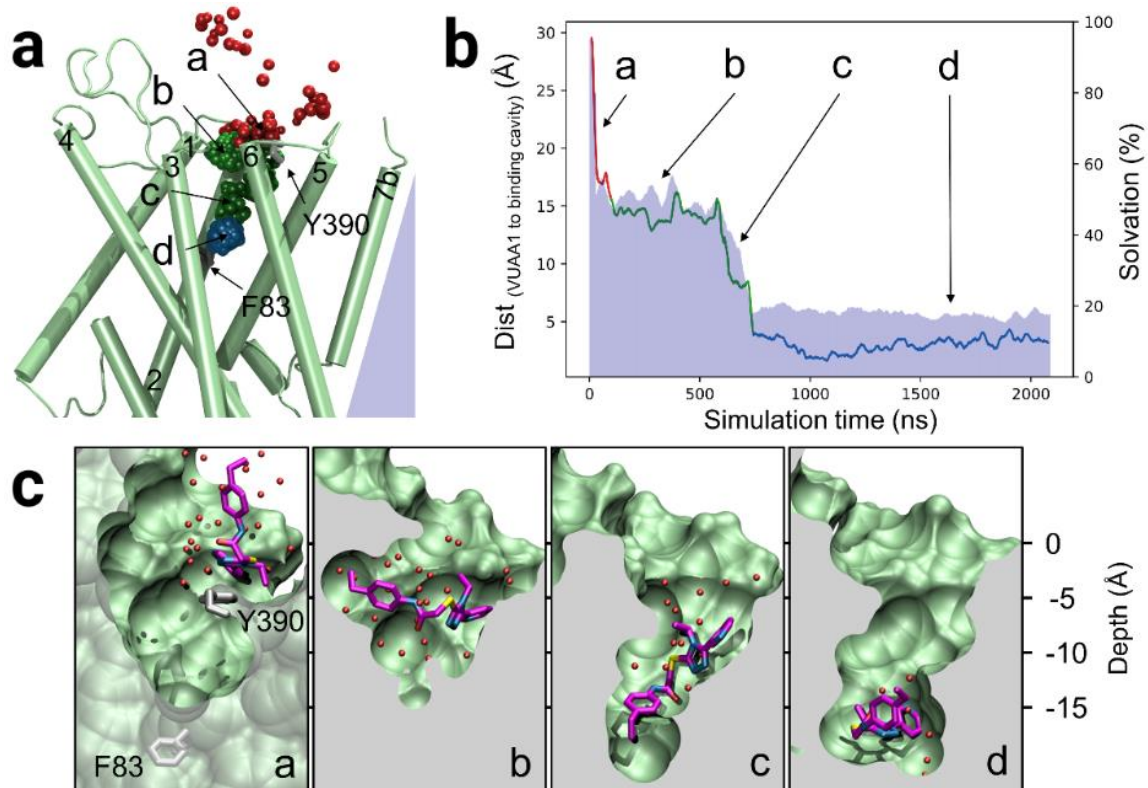 a
a
b
4
3
1
6
5
7b
c
Y390
d
F83
2
b
30
25
20
15
10
5
Dist (VUAA1 to binding cavity) (Å)
a
b
c
d
100
80
60
40
20
0
Solvation (%)
0
500
1000
1500
2000
Simulation time (ns)
c
Y390
F83
a
b
c
d
0
-5
-10
-15
Depth (Å)